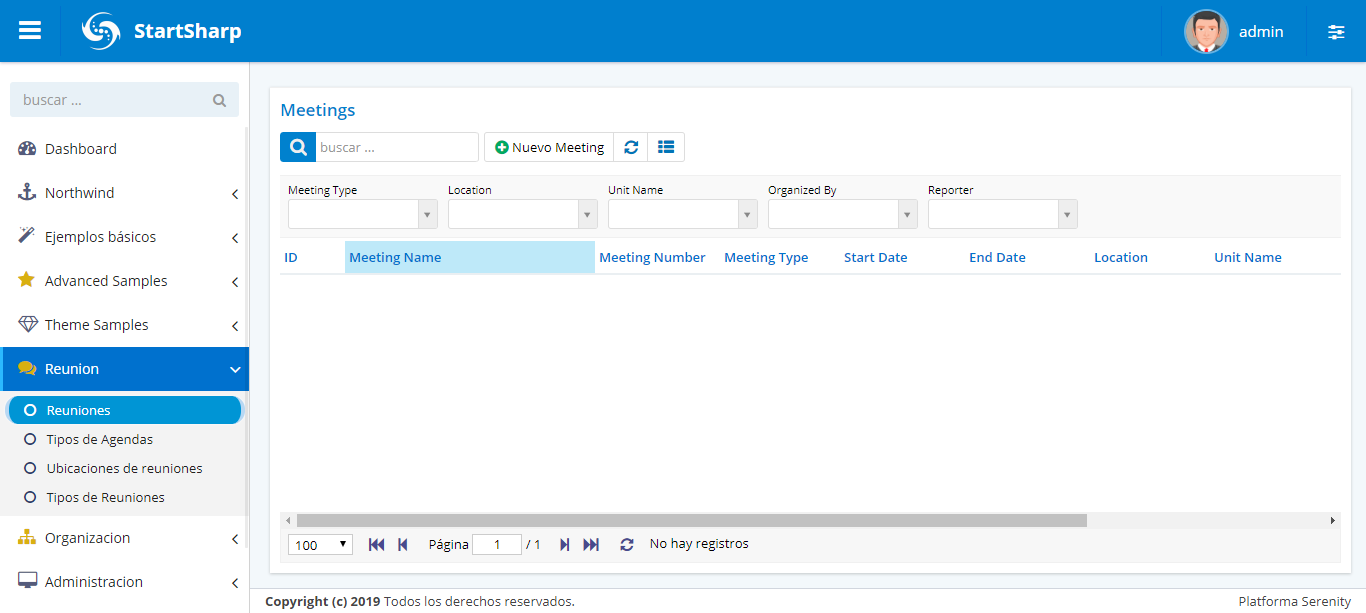 StartSharp
admin
buscar ...
Dashboard
Northwind
Ejemplos básicos
Advanced Samples
Theme Samples
Reunion
Reuniones
Tipos de Agendas
Ubicaciones de reuniones
Tipos de Reuniones
Organizacion
Administracion
Meetings
buscar ...
Nuevo Meeting
Meeting Type Location Unit Name Organized By Reporter
ID Meeting Name Meeting Number Meeting Type Start Date End Date Location Unit Name
100 Página 1 / 1 No hay registros
Copyright (c) 2019 Todos los derechos reservados.
Platforma Serenity